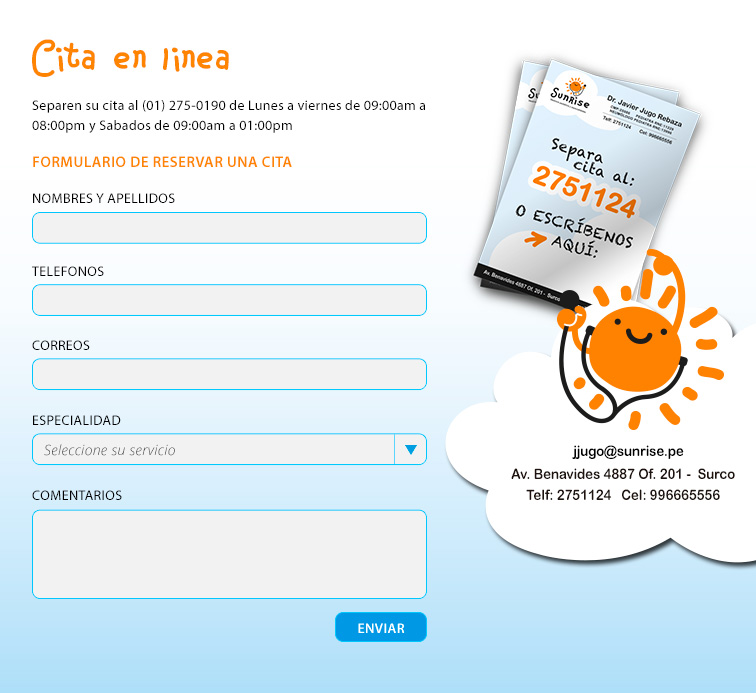 Cita en linea
Separen su cita al (01) 275-0190 de Lunes a viernes de 09:00am a
08:00pm y Sabados de 09:00am a 01:00pm
FORMULARIO DE RESERVAR UNA CITA
NOMBRES Y APELLIDOS
TELEFONOS
CORREOS
ESPECIALIDAD
Seleccione su servicio
COMENTARIOS
ENVIAR
SunRise
Dr. Javier Jugo Rebaza
Telf: 2751124 Cel: 996665556
Separa
cita al:
2751124
O ESCRÍBENOS
AQUÍ:
Av. Benavides 4887 Of. 201 - Surco
jjugo@sunrise.pe
Av. Benavides 4887 Of. 201 - Surco
Telf: 2751124 Cel: 996665556